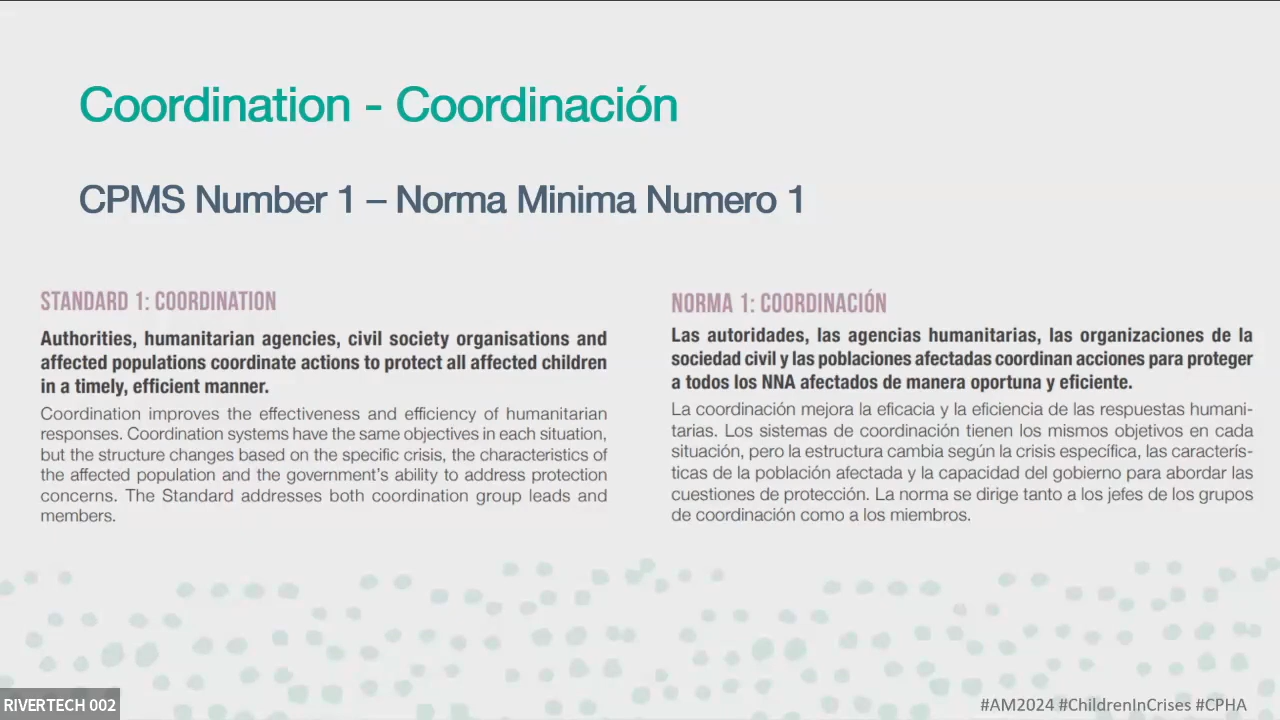 Coordination - Coordinación
CPMS Number 1 – Norma Minima Numero 1
STANDARD 1: COORDINATION
Authorities, humanitarian agencies, civil society organisations and
affected populations coordinate actions to protect all affected children
in a timely, efficient manner.
Coordination improves the effectiveness and efficiency of humanitarian
responses. Coordination systems have the same objectives in each situation,
but the structure changes based on the specific crisis, the characteristics of
the affected population and the government's ability to address protection
concerns. The Standard addresses both coordination group leads and
members.
NORMA 1: COORDINACIÓN
Las autoridades, las agencias humanitarias, las organizaciones de la
sociedad civil y las poblaciones afectadas coordinan acciones para proteger
a todos los NNA afectados de manera oportuna y eficiente.
La coordinación mejora la eficacia y la eficiencia de las respuestas humani-
tarias. Los sistemas de coordinación tienen los mismos objetivos en cada
situación, pero la estructura cambia según la crisis específica, las caracterís-
ticas de la población afectada y la capacidad del gobierno para abordar las
cuestiones de protección. La norma se dirige tanto a los jefes de los grupos
de coordinación como a los miembros.
RIVERTECH 002
#AM2024 #ChildrenInCrises #CPHA